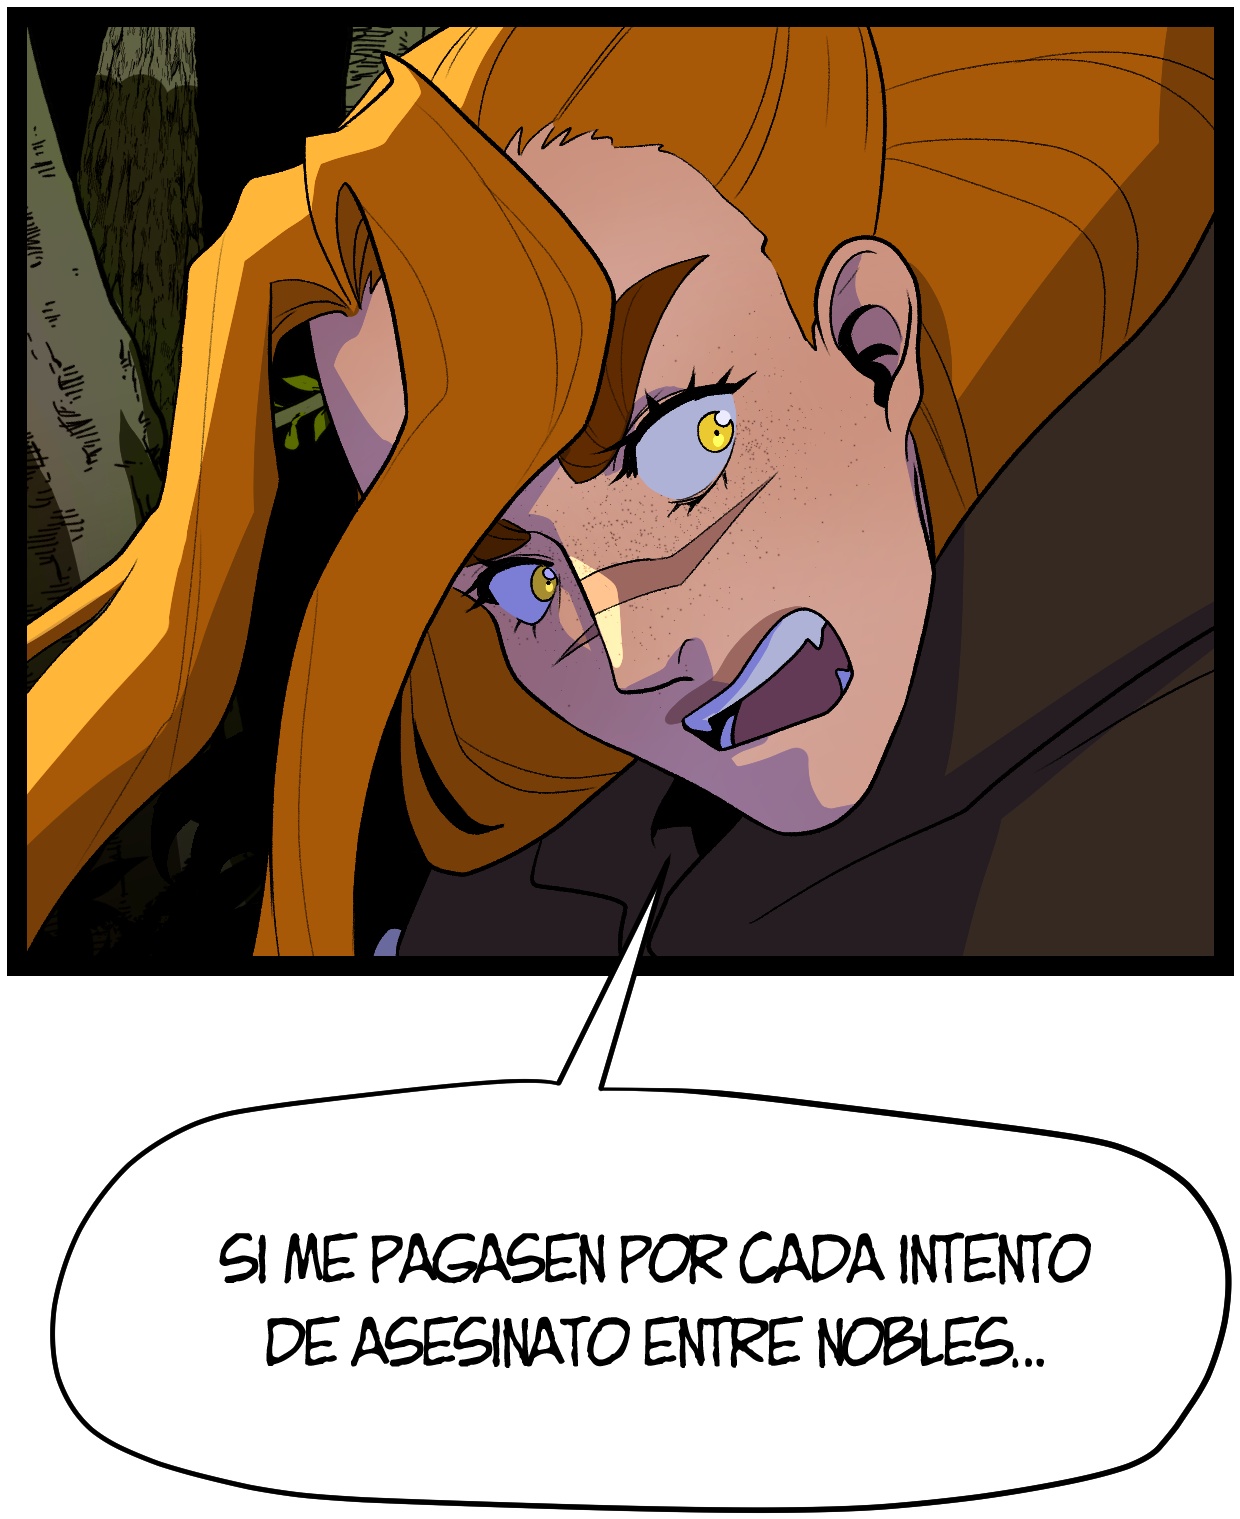 SI ME PAGASEN POR CADA INTENTO
DE ASESINATO ENTRE NOBLES...